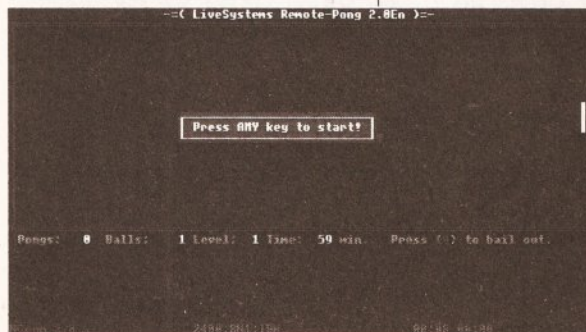 -=( LiveSystems Remote-Pong 2.0En )=-
Press ANY key to start!
Pongs: 0 Balls: 1 Level: 1 Time: 59 min. Press ( ) to bail out.